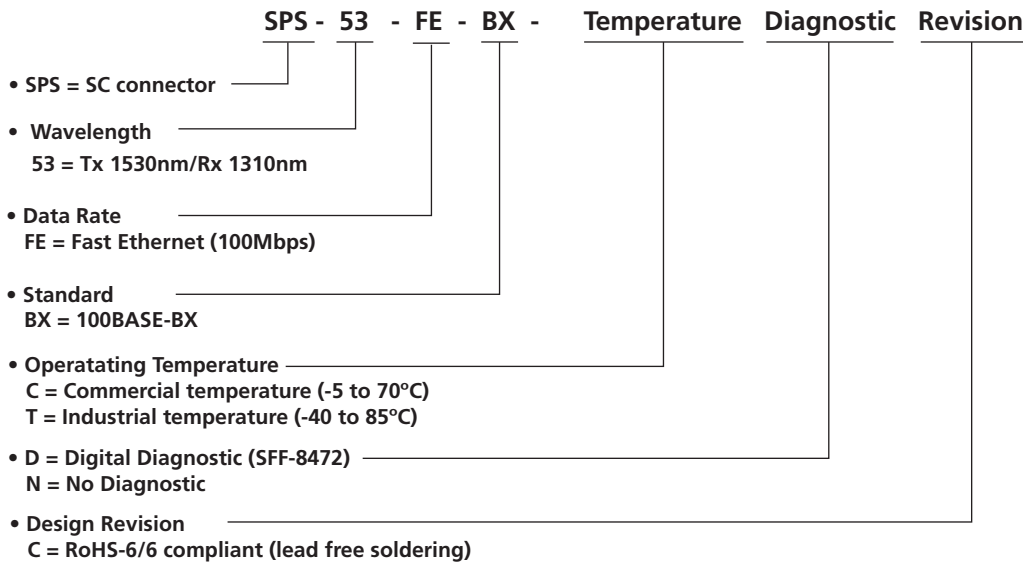 SPS - 53 - FE - BX - Temperature Diagnostic Revision
• SPS = SC connector
• Wavelength
53 = Tx 1530nm/Rx 1310nm
• Data Rate
FE = Fast Ethernet (100Mbps)
• Standard
BX = 100BASE-BX
• Operatating Temperature
C = Commercial temperature (-5 to 70ºC)
T = Industrial temperature (-40 to 85ºC)
• D = Digital Diagnostic (SFF-8472)
N = No Diagnostic
• Design Revision
C = RoHS-6/6 compliant (lead free soldering)